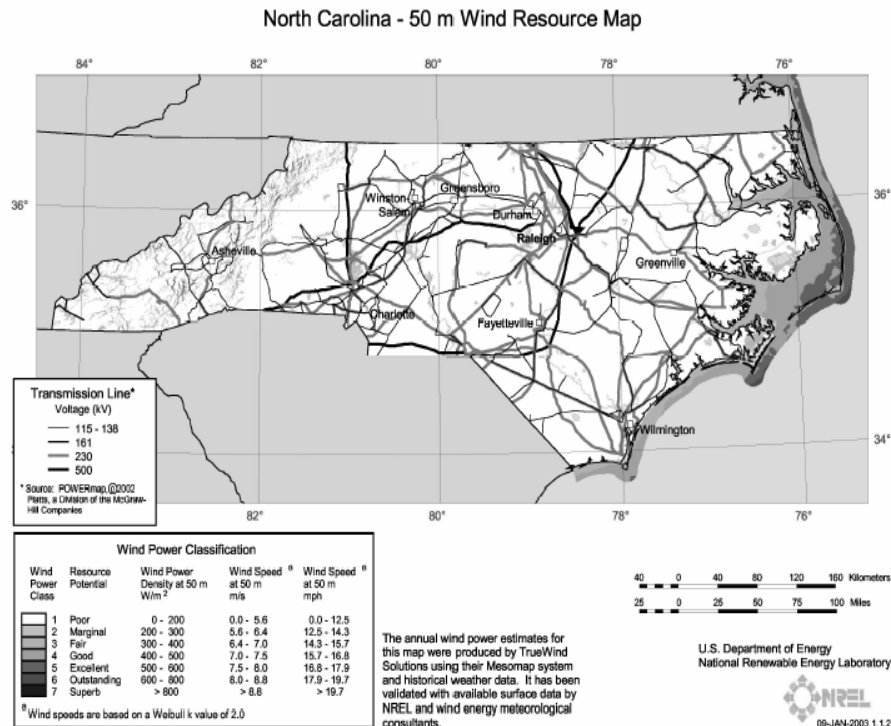 North Carolina - 50 m Wind Resource Map
84° 82° 80° 78° 76°
36° 36°
Winston-Salem
Greensboro
Durham
Raleigh
Asheville
Greenville
Charlotte
Fayetteville
Wilmington
34°
82° 80° 78° 76°
Transmission Line*
Voltage (kV)
115 - 138
161
230
500
* Source: POWERmap, ©2002
Platts, a Division of the McGraw-
Hill Companies
Wind Power Classification
Wind Power Class Resource Potential Wind Power Density at 50 m W/m² Wind Speed ᵃ at 50 m m/s Wind Speed ᵃ at 50 m mph
1 Poor 0 - 200 0.0 - 5.6 0.0 - 12.5
2 Marginal 200 - 300 5.6 - 6.4 12.5 - 14.3
3 Fair 300 - 400 6.4 - 7.0 14.3 - 15.7
4 Good 400 - 500 7.0 - 7.5 15.7 - 16.8
5 Excellent 500 - 600 7.5 - 8.0 16.8 - 17.9
6 Outstanding 600 - 800 8.0 - 8.8 17.9 - 19.7
7 Superb > 800 > 8.8 > 19.7
ᵃ Wind speeds are based on a Weibull k value of 2.0
The annual wind power estimates for
this map were produced by TrueWind
Solutions using their Mesomap system
and historical weather data. It has been
validated with available surface data by
NREL and wind energy meteorological
consultants.
40 0 40 80 120 160 Kilometers
25 0 25 50 75 100 Miles
U.S. Department of Energy
National Renewable Energy Laboratory
NREL
09-JAN-2003 1.1.2